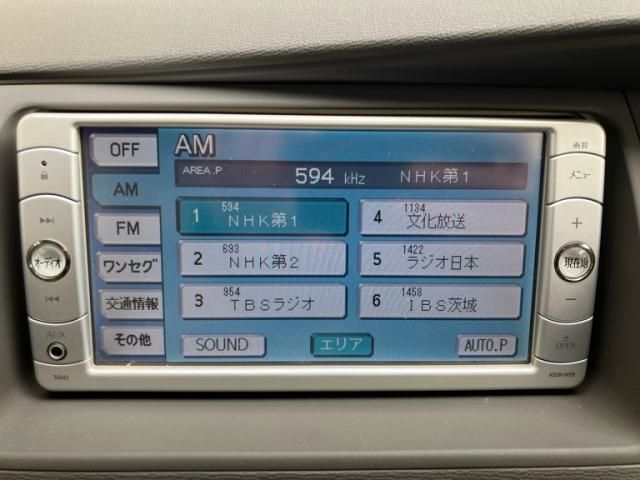 OFF
AM
画質
AREA.P 594 kHz NHK第1
メニュー
AM
1 594 NHK第1
4 1134 文化放送
FM
2 693 NHK第2
5 1422 ラジオ日本
オーディオ
ワンセグ
現在地
3 954 TBSラジオ
6 1458 IBS茨城
交通情報
AUX
その他
SOUND
エリア
AUTO.P
OPEN
NSDN-W59